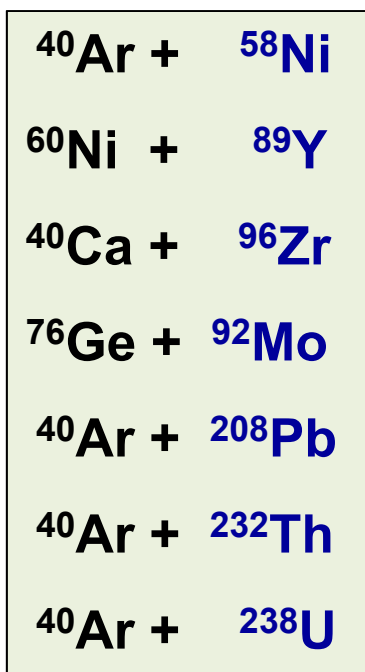 ⁴⁰Ar + ⁵⁸Ni
⁶⁰Ni + ⁸⁹Y
⁴⁰Ca + ⁹⁶Zr
⁷⁶Ge + ⁹²Mo
⁴⁰Ar + ²⁰⁸Pb
⁴⁰Ar + ²³²Th
⁴⁰Ar + ²³⁸U